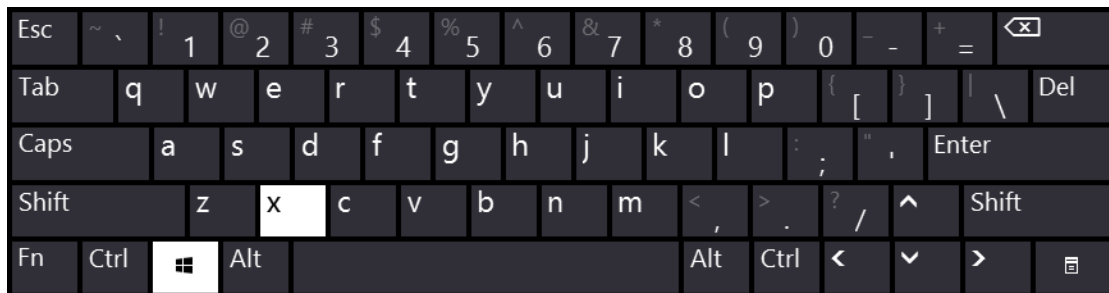 Esc ~ ` ! 1 @ 2 # 3 $ 4 % 5 ^ 6 & 7 * 8 ( 9 ) 0 _ - + =
Tab q w e r t y u i o p { [ } ] | \ Del
Caps a s d f g h j k l : ; " ' Enter
Shift z x c v b n m < , > . ? / Shift
Fn Ctrl Alt Alt Ctrl